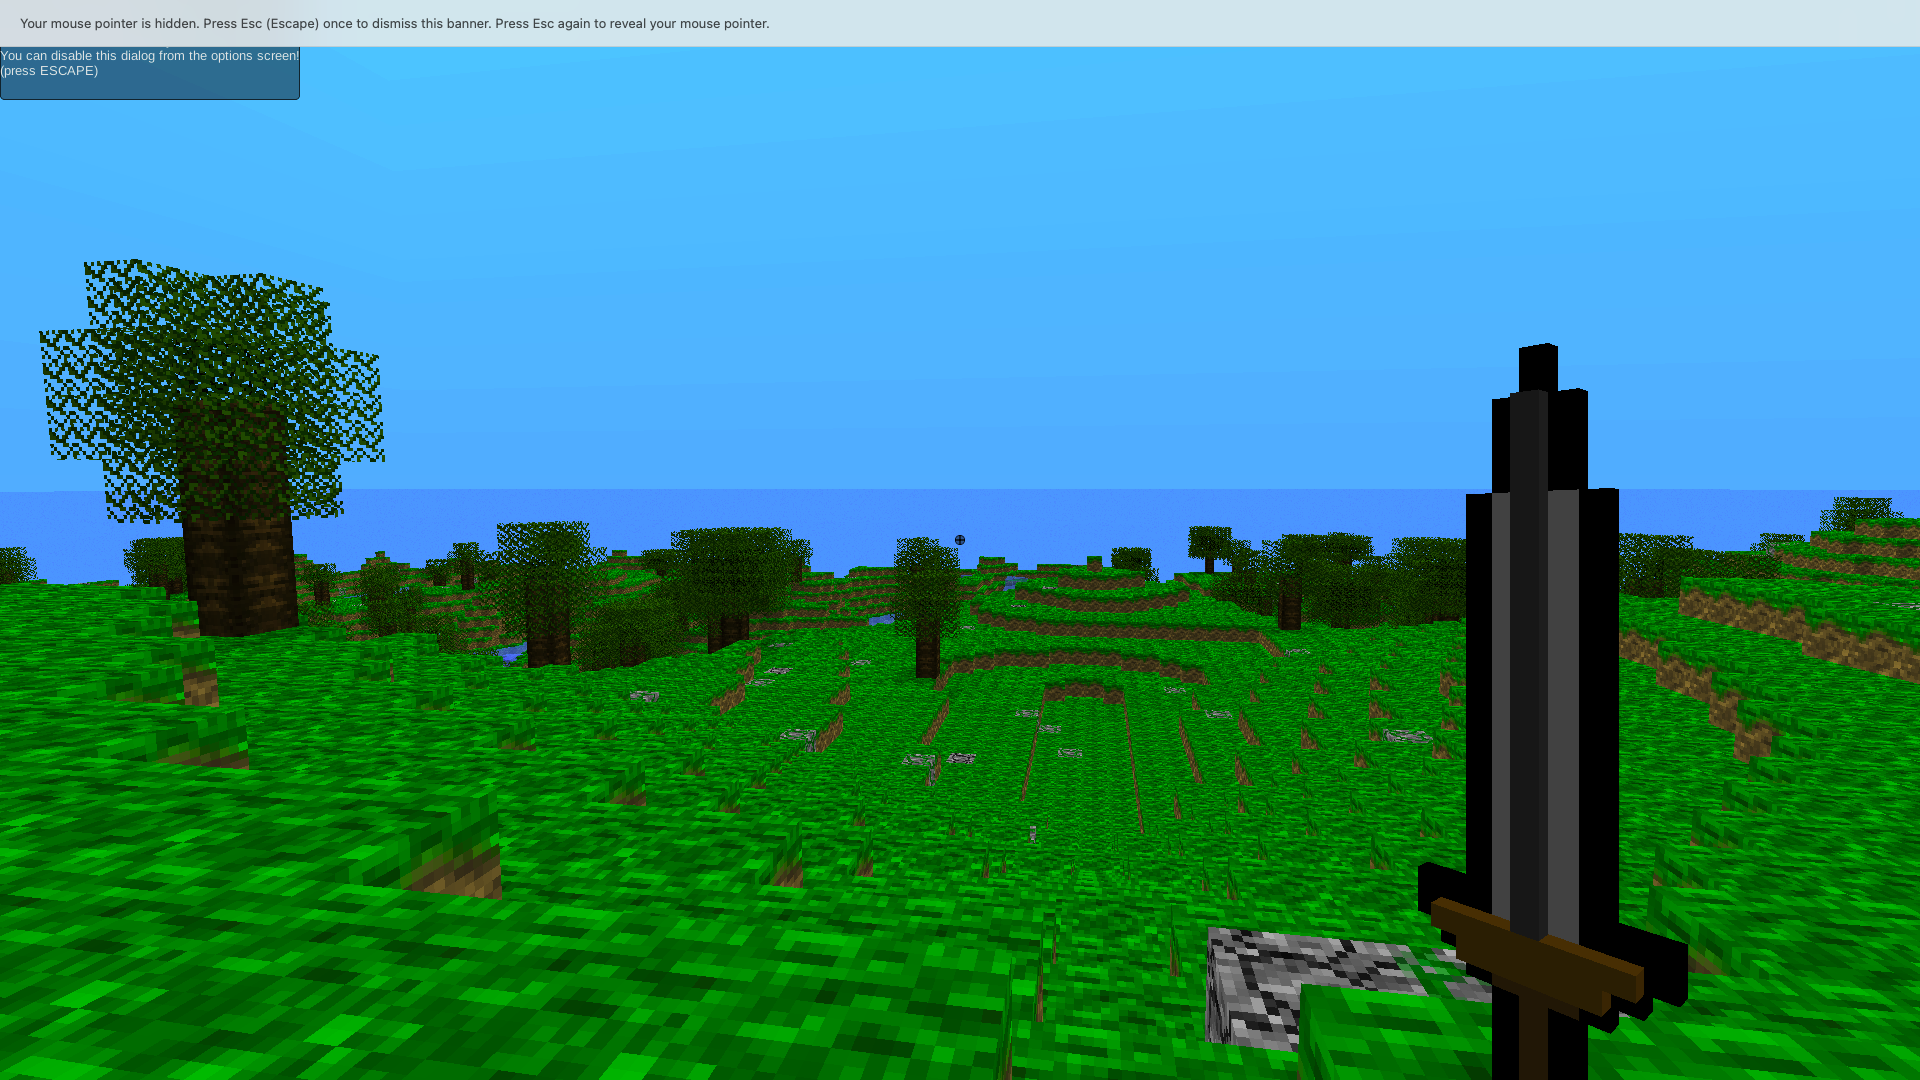 Your mouse pointer is hidden. Press Esc (Escape) once to dismiss this banner. Press Esc again to reveal your mouse pointer.
You can disable this dialog from the options screen!
(press ESCAPE)